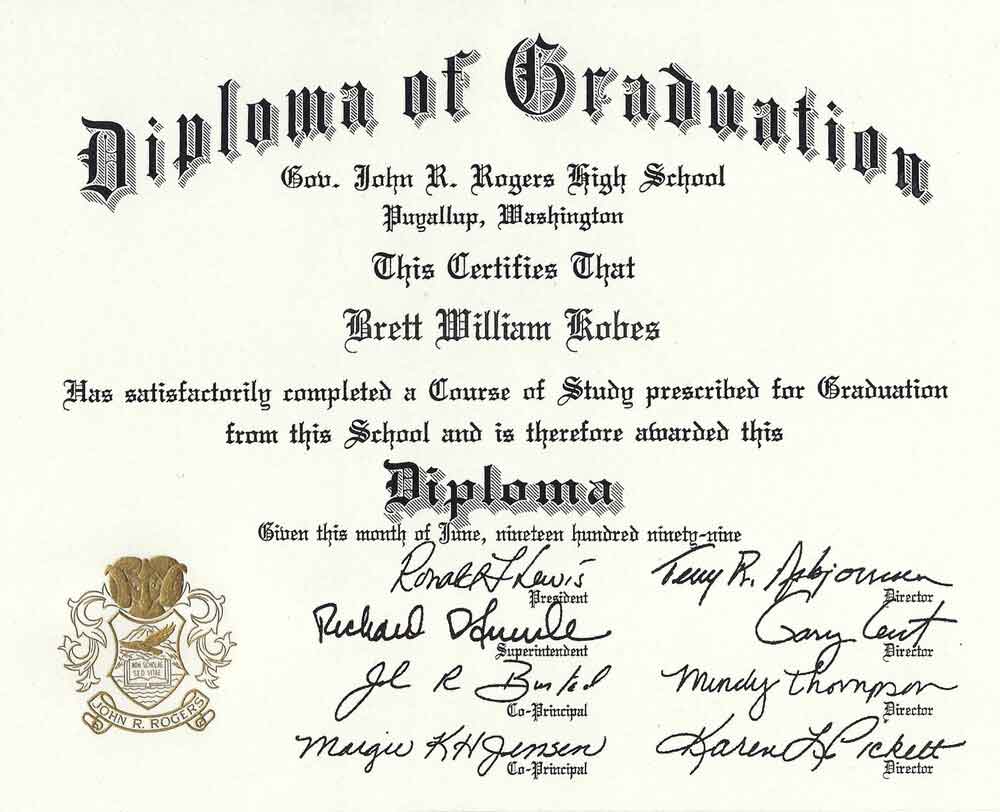 Diploma of Graduation
Gov. John R. Rogers High School
Puyallup, Washington
This Certifies That
Brett William Kobes
Has satisfactorily completed a Course of Study prescribed for Graduation
from this School and is therefore awarded this
Diploma
Given this month of June, nineteen hundred ninety-nine
Ronald L Lewis
President
Terry R.
Director
Richard
Superintendent
Gary
Director
R
Co-Principal
Mindy Thompson
Director
Margie K H Jensen
Co-Principal
Karen L Pickett
Director
NON SCHOLAE
SED VITAE
JOHN R. ROGERS